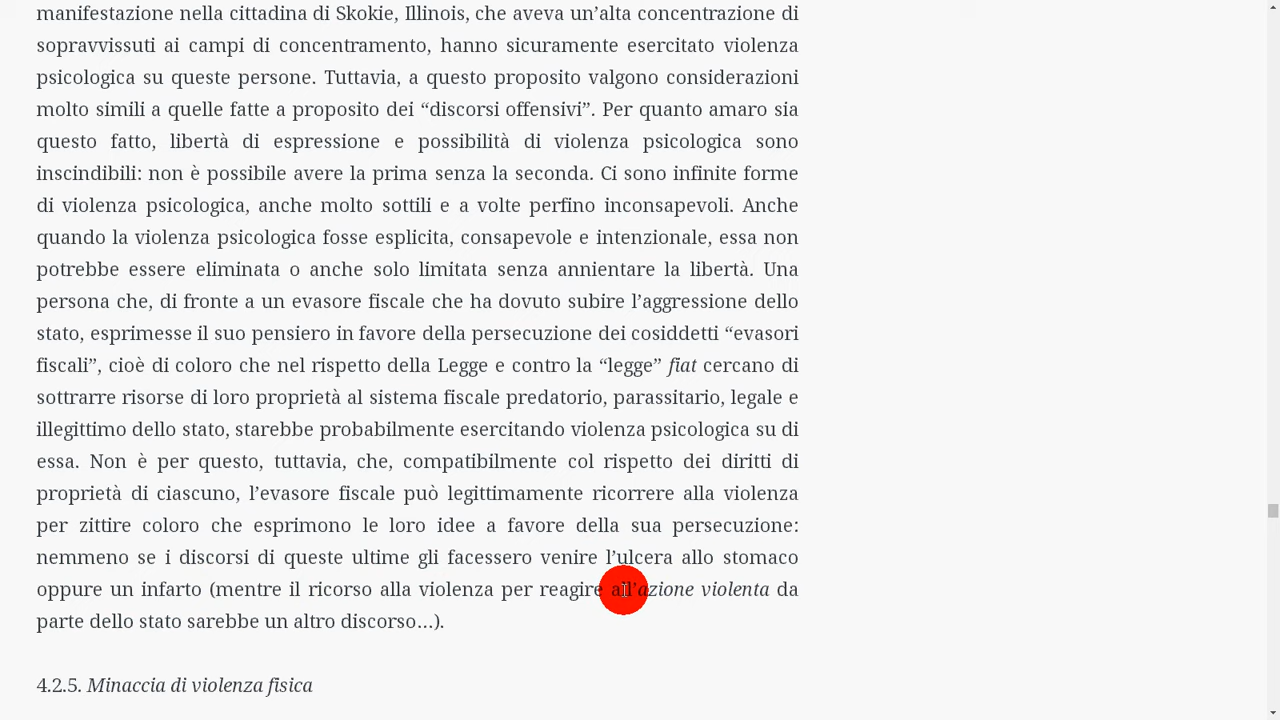 manifestazione nella cittadina di Skokie, Illinois, che aveva un’alta concentrazione di
sopravvissuti ai campi di concentramento, hanno sicuramente esercitato violenza
psicologica su queste persone. Tuttavia, a questo proposito valgono considerazioni
molto simili a quelle fatte a proposito dei “discorsi offensivi”. Per quanto amaro sia
questo fatto, libertà di espressione e possibilità di violenza psicologica sono
inscindibili: non è possibile avere la prima senza la seconda. Ci sono infinite forme
di violenza psicologica, anche molto sottili e a volte perfino inconsapevoli. Anche
quando la violenza psicologica fosse esplicita, consapevole e intenzionale, essa non
potrebbe essere eliminata o anche solo limitata senza annientare la libertà. Una
persona che, di fronte a un evasore fiscale che ha dovuto subire l’aggressione dello
stato, esprimesse il suo pensiero in favore della persecuzione dei cosiddetti “evasori
fiscali”, cioè di coloro che nel rispetto della Legge e contro la “legge” fiat cercano di
sottrarre risorse di loro proprietà al sistema fiscale predatorio, parassitario, legale e
illegittimo dello stato, starebbe probabilmente esercitando violenza psicologica su di
essa. Non è per questo, tuttavia, che, compatibilmente col rispetto dei diritti di
proprietà di ciascuno, l’evasore fiscale può legittimamente ricorrere alla violenza
per zittire coloro che esprimono le loro idee a favore della sua persecuzione:
nemmeno se i discorsi di queste ultime gli facessero venire l’ulcera allo stomaco
oppure un infarto (mentre il ricorso alla violenza per reagire all’azione violenta da
parte dello stato sarebbe un altro discorso…).
4.2.5. Minaccia di violenza fisica